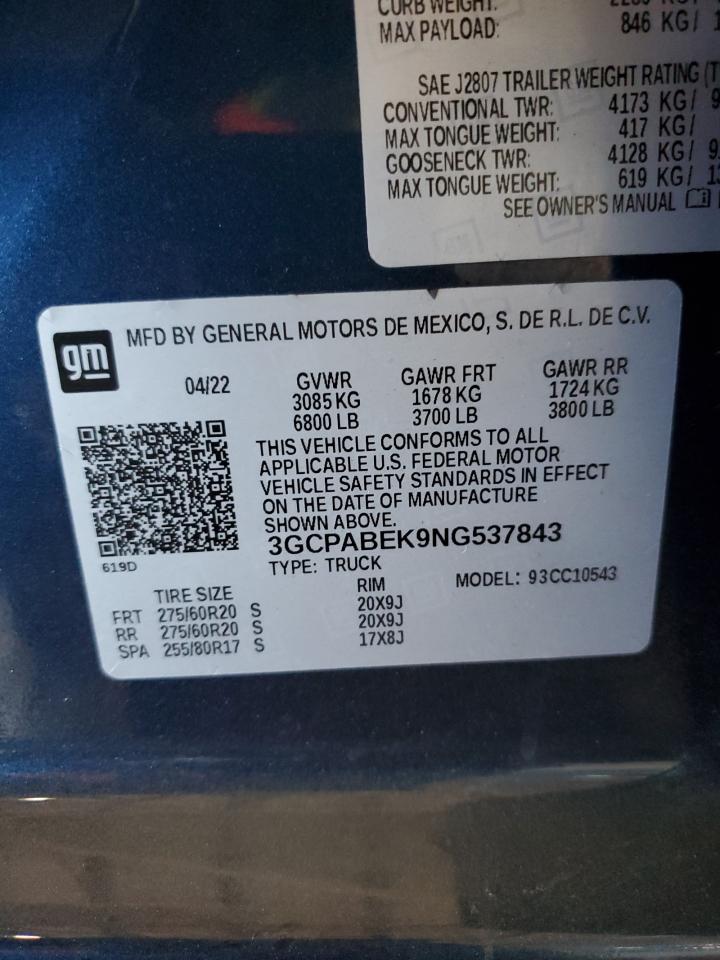 CURB WEIGHT:
MAX PAYLOAD: 846 KG/
SAE J2807 TRAILER WEIGHT RATING
CONVENTIONAL TWR: 4173 KG/
MAX TONGUE WEIGHT: 417 KG/
GOOSENECK TWR: 4128 KG/
MAX TONGUE WEIGHT: 619 KG/
SEE OWNER'S MANUAL
gm
MFD BY GENERAL MOTORS DE MEXICO, S. DE R.L. DE C.V.
04/22
GVWR
3085 KG
6800 LB
GAWR FRT
1678 KG
3700 LB
GAWR RR
1724 KG
3800 LB
THIS VEHICLE CONFORMS TO ALL
APPLICABLE U.S. FEDERAL MOTOR
VEHICLE SAFETY STANDARDS IN EFFECT
ON THE DATE OF MANUFACTURE
SHOWN ABOVE.
3GCPABEK9NG537843
619D
TYPE: TRUCK
MODEL: 93CC10543
TIRE SIZE RIM
FRT 275/60R20 S 20X9J
RR 275/60R20 S 20X9J
SPA 255/80R17 S 17X8J